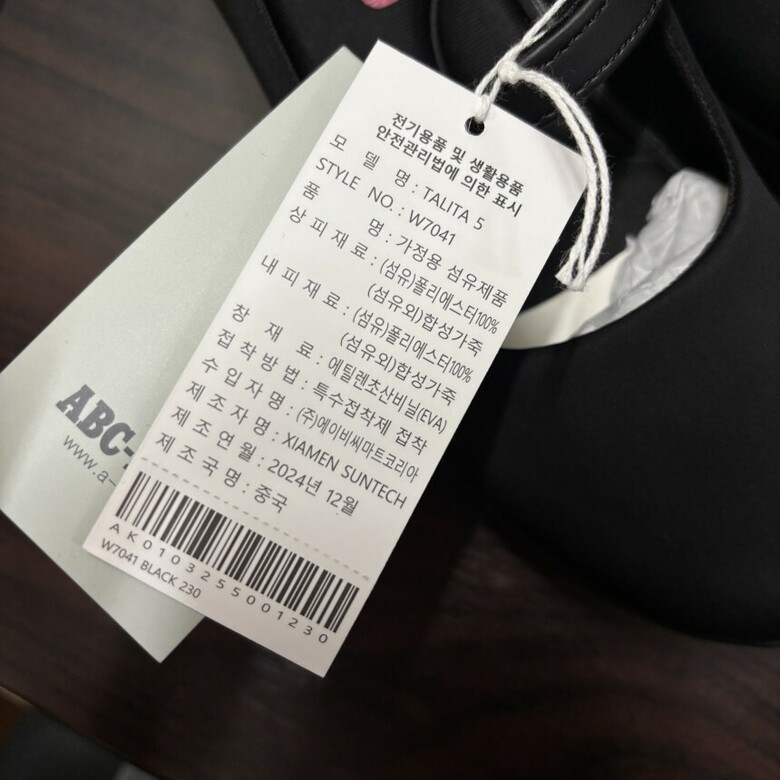 전기용품 및 생활용품
안전관리법에 의한 표시
모 델 명 : TALITA 5
STYLE NO. : W7041
품 명 : 가정용 섬유제품
상 피 재 료 : (섬유)폴리에스터100%
(섬유외)합성가죽
내 피 재 료 : (섬유)폴리에스터100%
(섬유외)합성가죽
창 재 료 : 에틸렌초산비닐(EVA)
접 착 방 법 : 특수접착제 접착
수 입 자 명 : (주)에이비씨마트코리아
제 조 자 명 : XIAMEN SUNTECH
제 조 연 월 : 2024년 12월
제 조 국 명 : 중국
AK0103255001230
W7041 BLACK 230
ABC-
www.a-